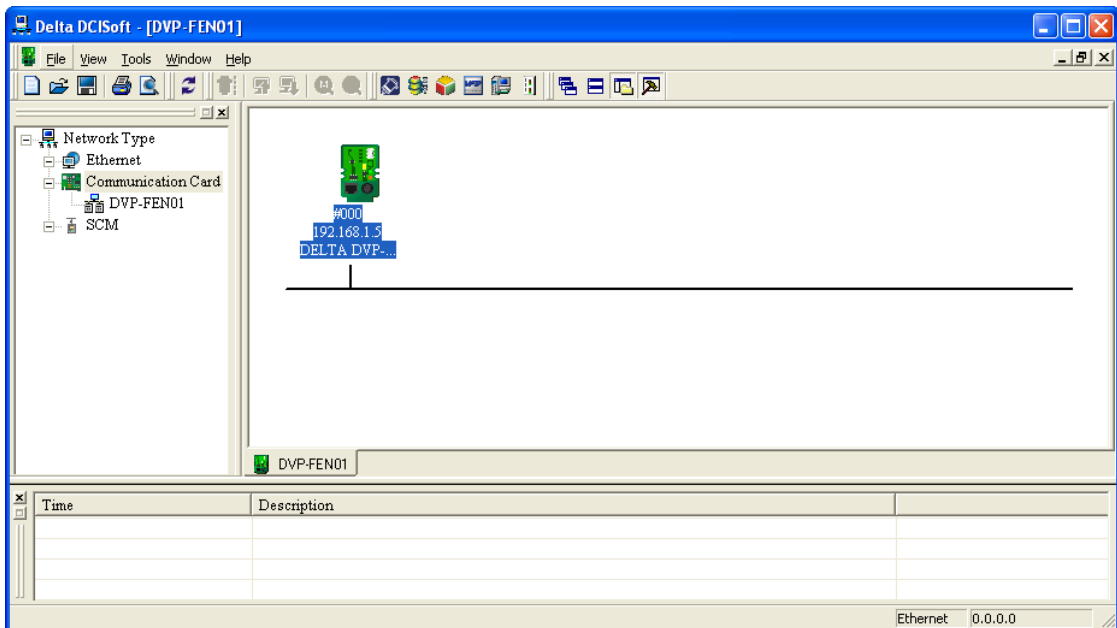 Delta DCISoft - [DVP-FEN01]
File View Tools Window Help
Network Type
Ethernet
Communication Card
DVP-FEN01
SCM
#000
192.168.1.5
DELTA DVP-...
DVP-FEN01
Time Description
Ethernet 0.0.0.0